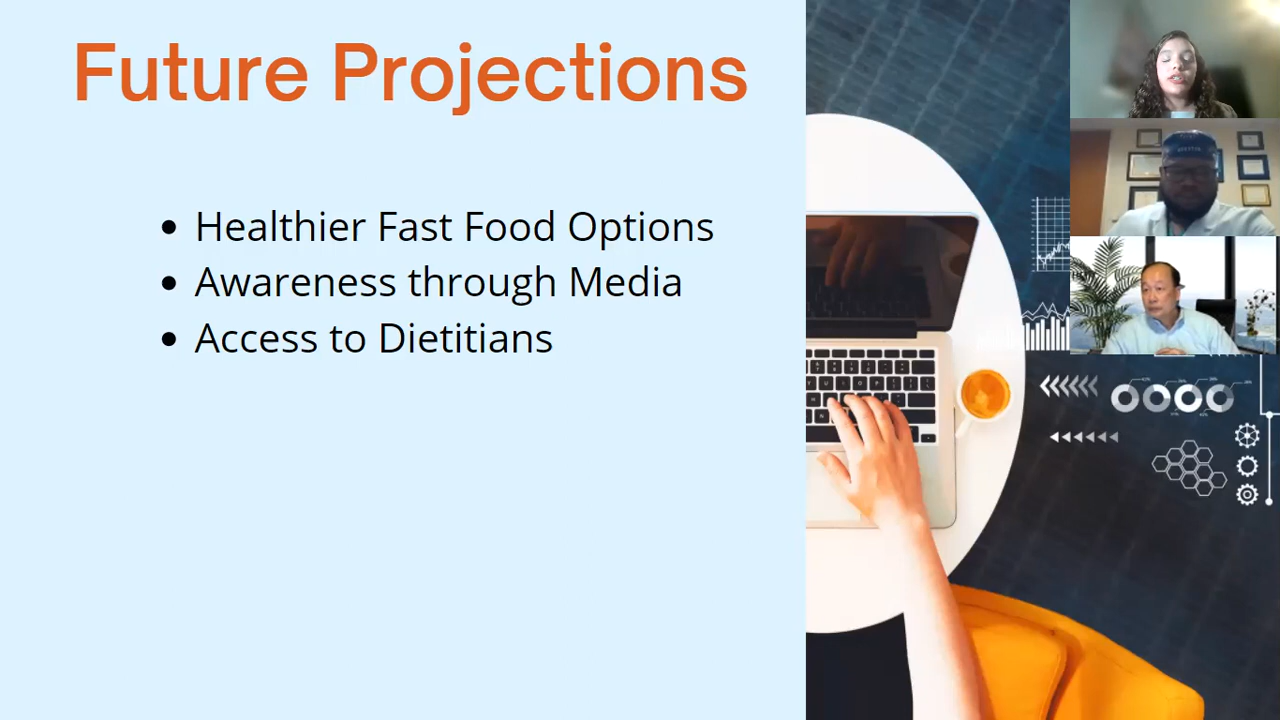 Future Projections
Healthier Fast Food Options
Awareness through Media
Access to Dietitians